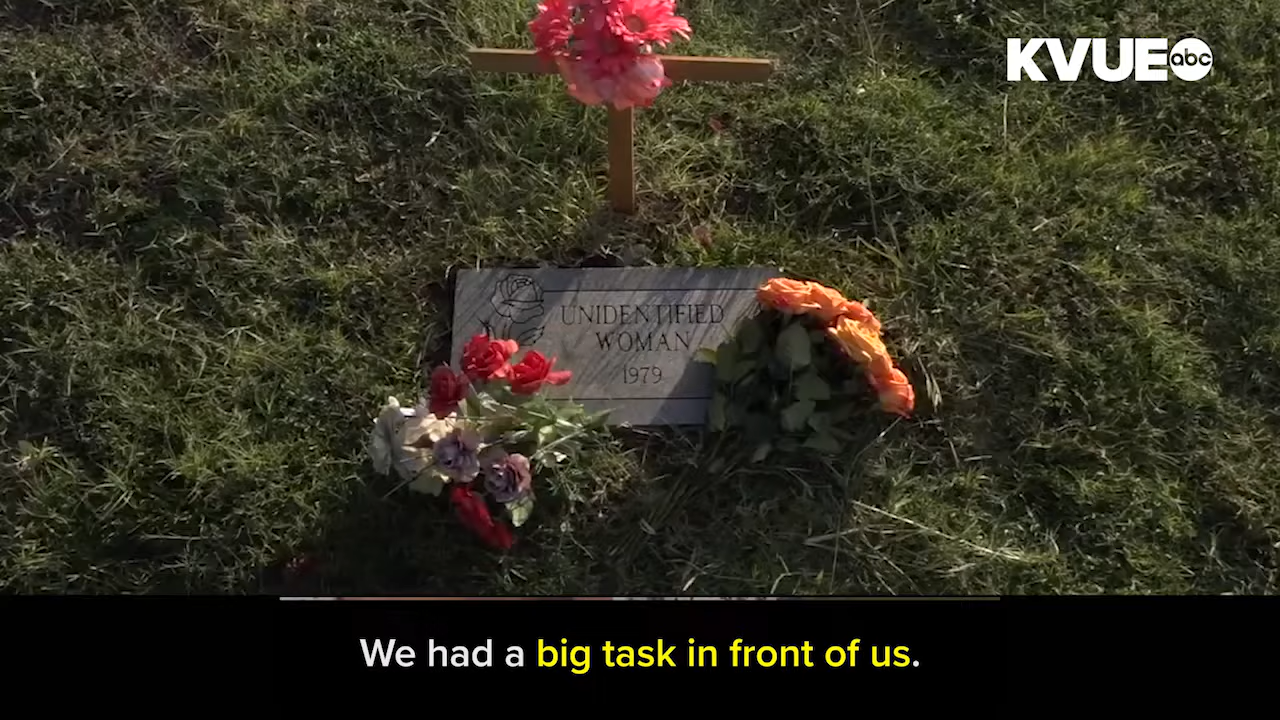 KVUE abc
UNIDENTIFIED
WOMAN
1979
We had a big task in front of us.